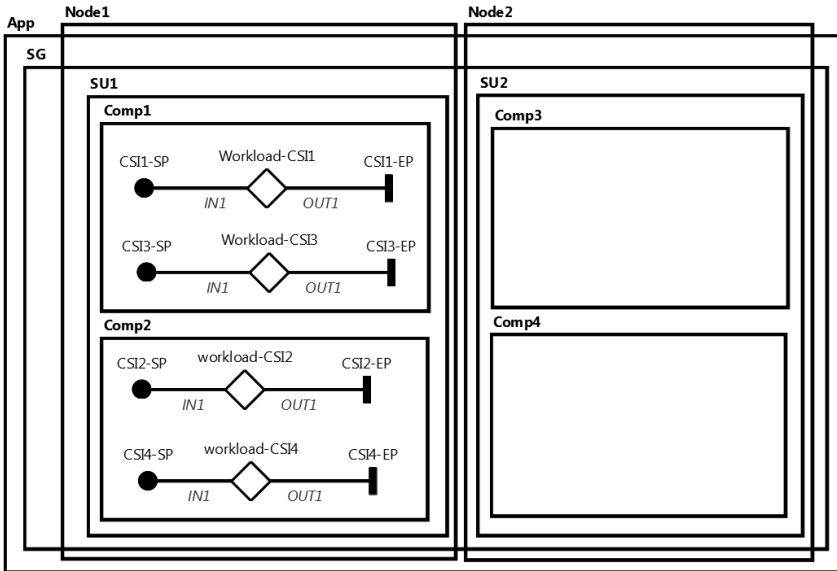 Node1
Node2
App
SG
SU1
SU2
Comp1
Comp3
CSI1-SP
Workload-CSI1
CSI1-EP
IN1
OUT1
CSI3-SP
Workload-CSI3
CSI3-EP
IN1
OUT1
Comp2
Comp4
CSI2-SP
workload-CSI2
CSI2-EP
IN1
OUT1
CSI4-SP
workload-CSI4
CSI4-EP
IN1
OUT1